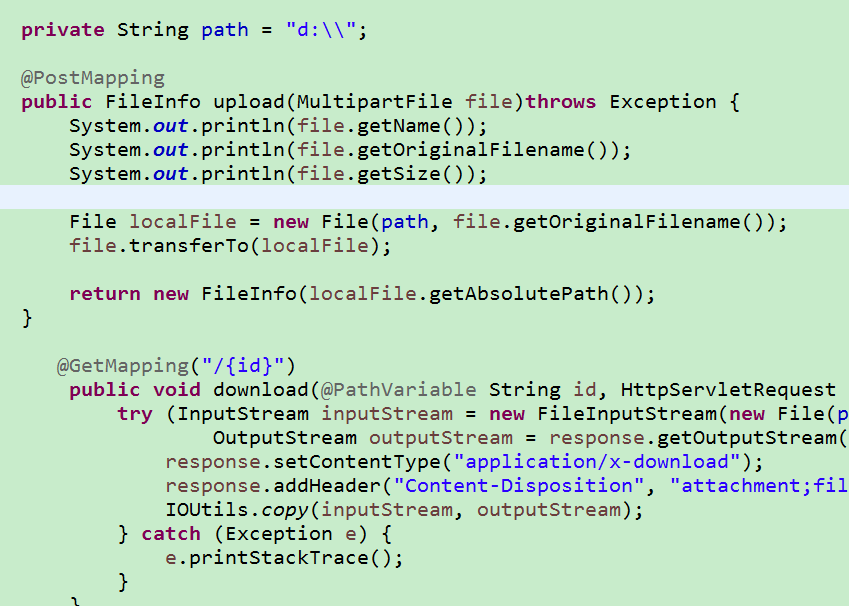 private String path = "d:\\";
@PostMapping
public FileInfo upload(MultipartFile file)throws Exception {
System.out.println(file.getName());
System.out.println(file.getOriginalFilename());
System.out.println(file.getSize());
File localFile = new File(path, file.getOriginalFilename());
file.transferTo(localFile);
return new FileInfo(localFile.getAbsolutePath());
}
@GetMapping("/{id}")
public void download(@PathVariable String id, HttpServletRequest
try (InputStream inputStream = new FileInputStream(new File(p
OutputStream outputStream = response.getOutputStream(
response.setContentType("application/x-download");
response.addHeader("Content-Disposition", "attachment;fil
IOUtils.copy(inputStream, outputStream);
} catch (Exception e) {
e.printStackTrace();
}
}